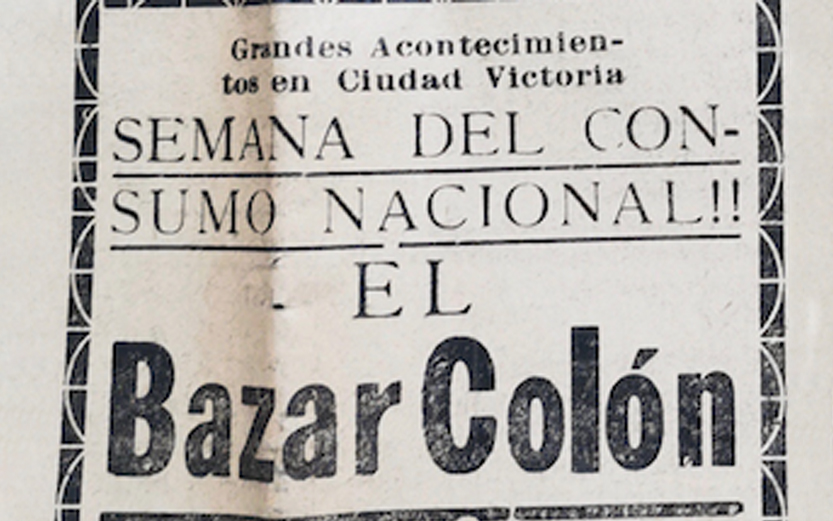 Grandes Acontecimien-
tos en Ciudad Victoria
SEMANA DEL CON-
SUMO NACIONAL!!
EL
Bazar Colón